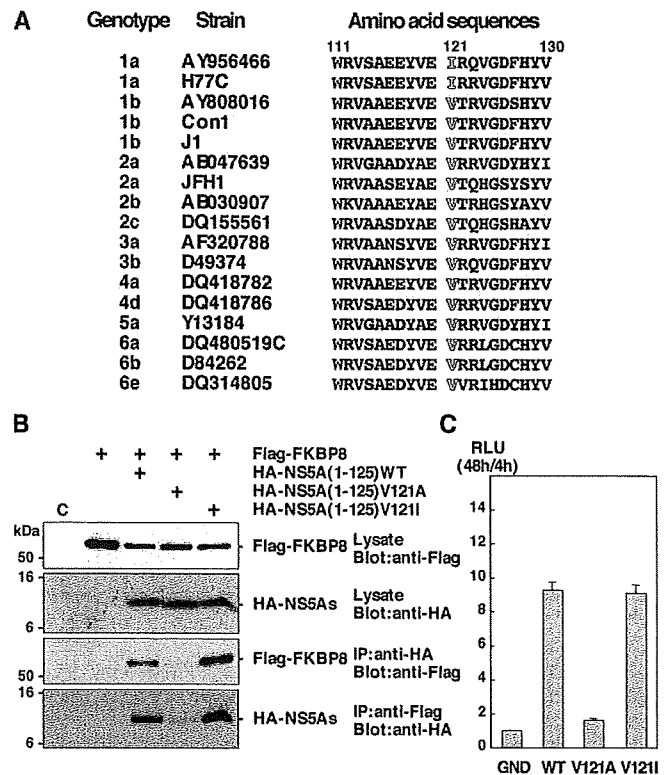 A
Genotype Strain Amino acid sequences
111 121 130
1a AY956466 WRVSAEEYVE IRQVGDFHYV
1a H77C WRVSAEEYVE IRRVGDFHYV
1b AY808016 WRVAAEEYVE VTRVGDSHYV
1b Con1 WRVAAEEYVE VTRVGDFHYV
1b J1 WRVAAEEYVE VTRVGDFHYV
2a AB047639 WRVGAADYAE VRRVGDYHYI
2a JFH1 WRVAASEYAE VTQHGSYSYV
2b AB030907 WKVAAAEYAE VTRHGSYAYV
2c DQ155561 WRVAASDYAE VTQHGSHAYV
3a AF320788 WRVAANSYVE VRRVGDFHYI
3b D49374 WRVAANSYVE VRQVGDFHYV
4a DQ418782 WRVAAEEYVE VTRVGDFHYV
4d DQ418786 WRVSAEDYVE VRRVGDFHYV
5a Y13184 WRVGAADYAE VRRVGDYHYI
6a DQ480519C WRVSAEDYVE VRRLGDCHYV
6b D84262 WRVSAEDYVE VRRLGDCHYV
6e DQ314805 WRVSAEDYVE VVRIHDCHYV
B
+ + + + Flag-FKBP8
+ HA-NS5A(1-125)WT
+ HA-NS5A(1-125)V121A
C + HA-NS5A(1-125)V121I
kDa
50
Flag-FKBP8 Lysate
Blot:anti-Flag
16
6
HA-NS5As Lysate
Blot:anti-HA
50
Flag-FKBP8 IP:anti-HA
Blot:anti-Flag
16
6
HA-NS5As IP:anti-Flag
Blot:anti-HA
C
RLU
(48h/4h)
14
12
10
8
6
4
2
0
GND WT V121A V121I